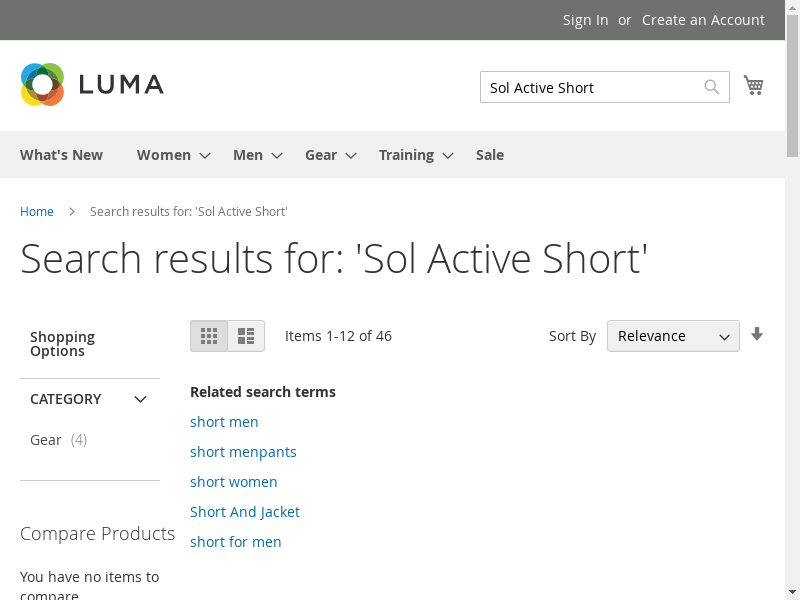 Sign In or Create an Account
LUMA
Sol Active Short
What's New Women Men Gear Training Sale
Home Search results for: 'Sol Active Short'
Search results for: 'Sol Active Short'
Shopping
Options
Items 1-12 of 46
Sort By Relevance
CATEGORY
Gear (4)
Related search terms
short men
short menpants
short women
Short And Jacket
short for men
Compare Products
You have no items to
compare.